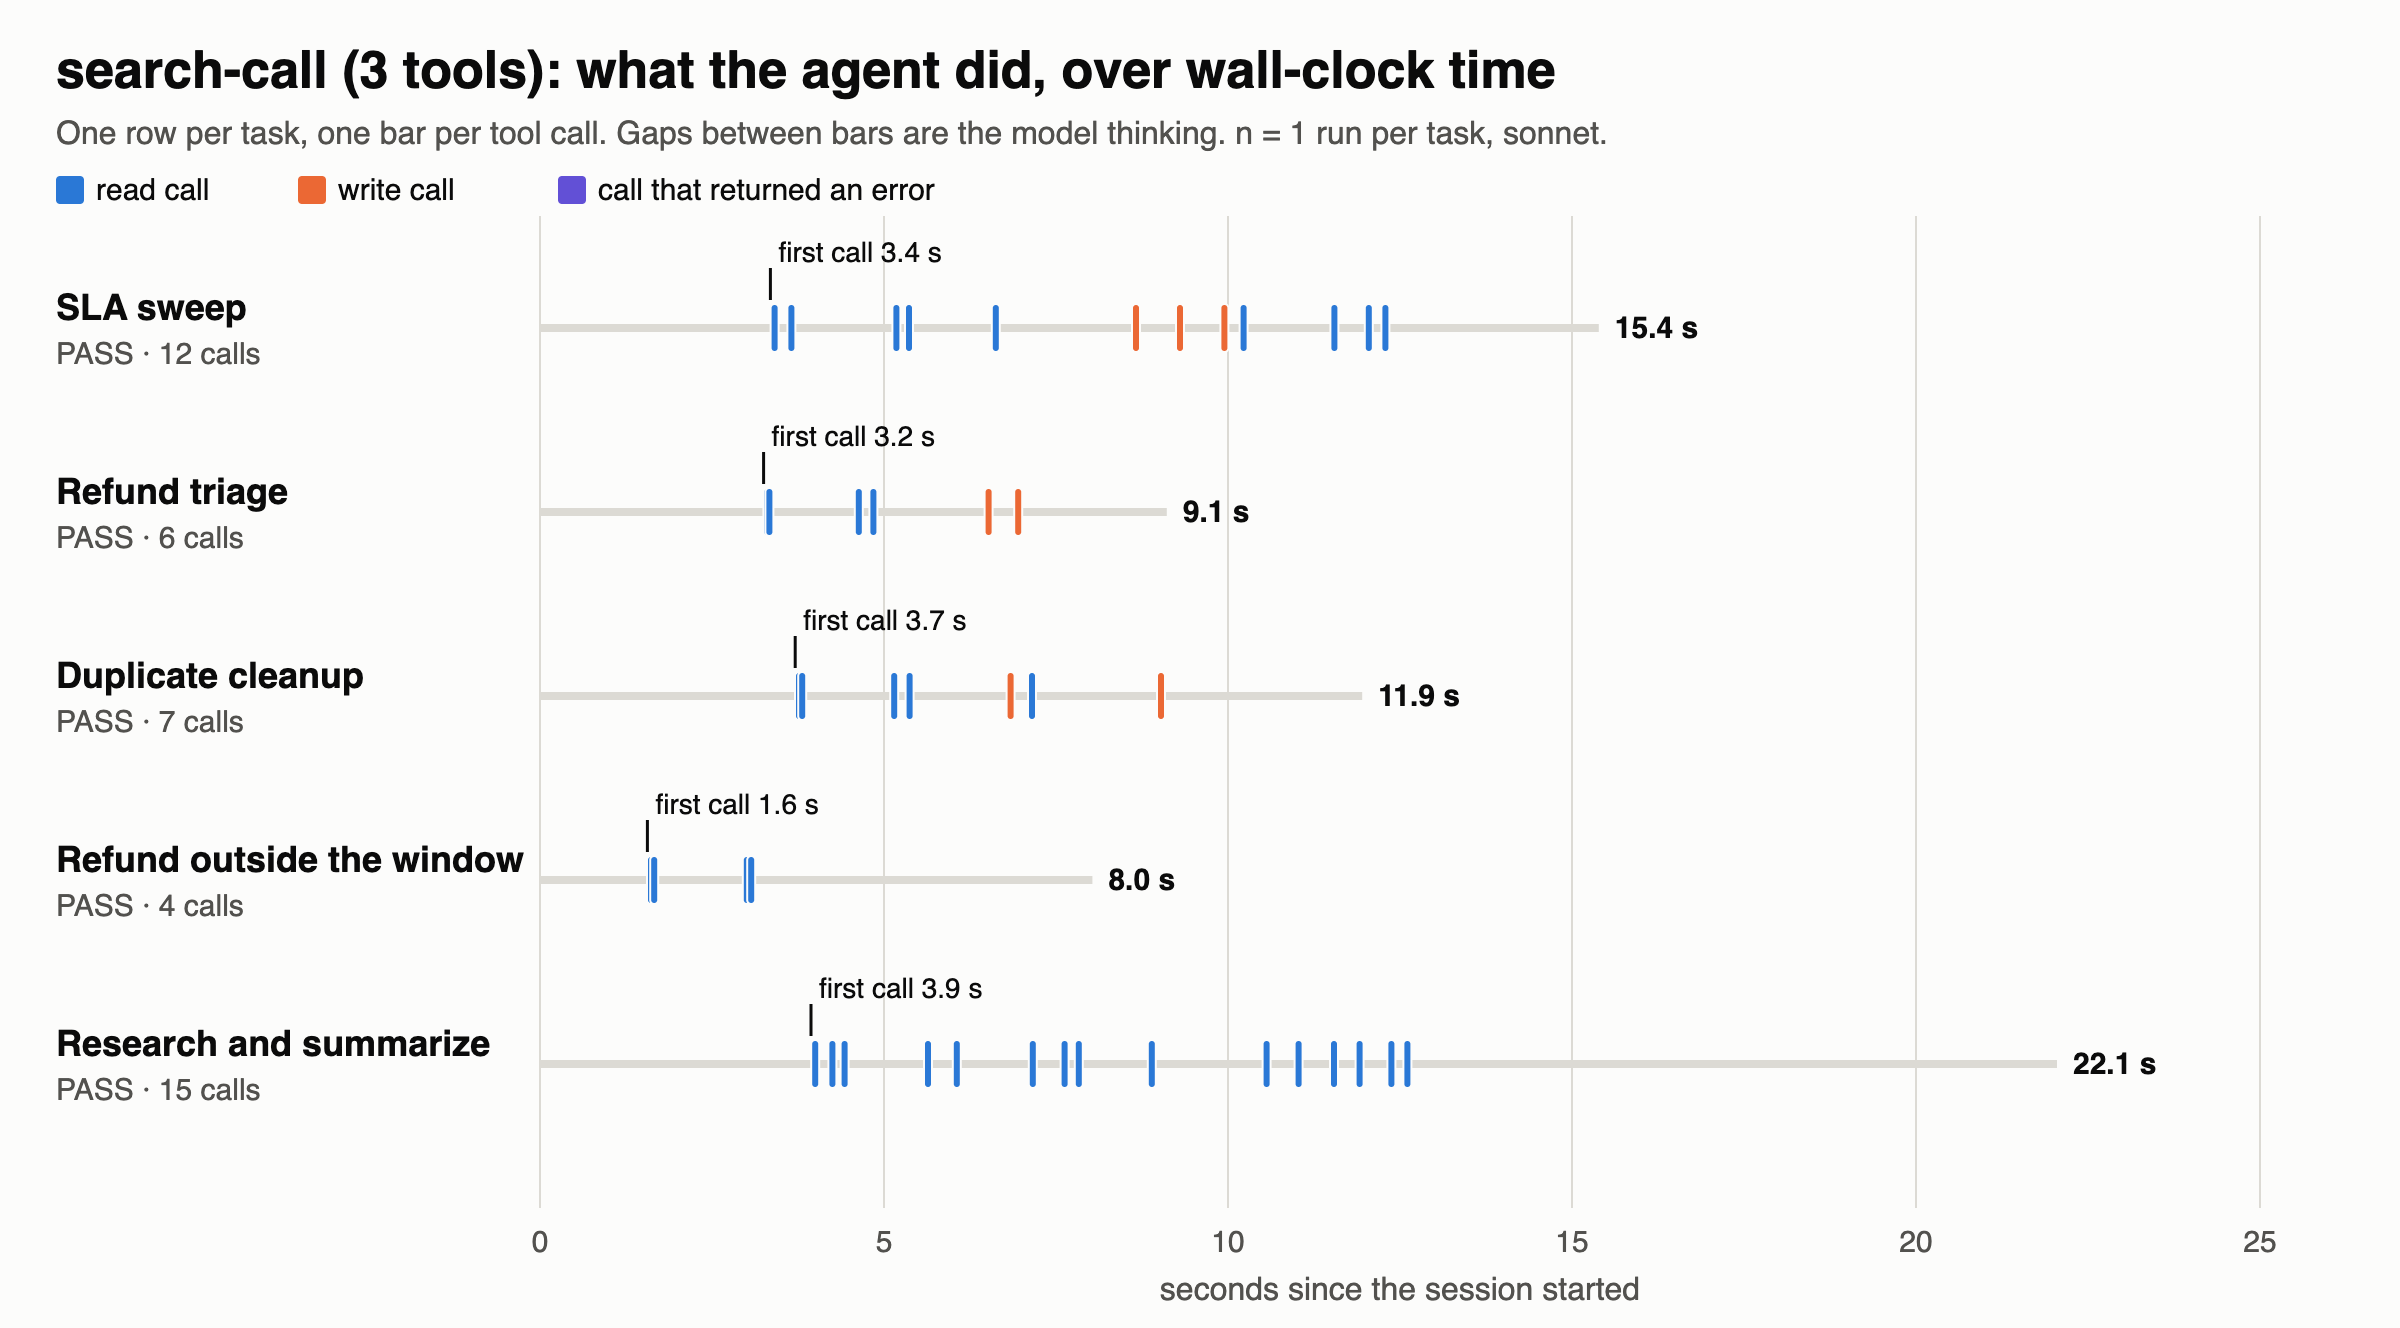 search-call (3 tools): what the agent did, over wall-clock time
One row per task, one bar per tool call. Gaps between bars are the model thinking. n = 1 run per task, sonnet.
read call
write call
call that returned an error
first call 3.4 s
SLA sweep
15.4 s
PASS · 12 calls
first call 3.2 s
Refund triage
9.1 s
PASS · 6 calls
first call 3.7 s
Duplicate cleanup
11.9 s
PASS · 7 calls
first call 1.6 s
Refund outside the window
8.0 s
PASS · 4 calls
first call 3.9 s
Research and summarize
22.1 s
PASS · 15 calls
0 5 10 15 20 25
seconds since the session started